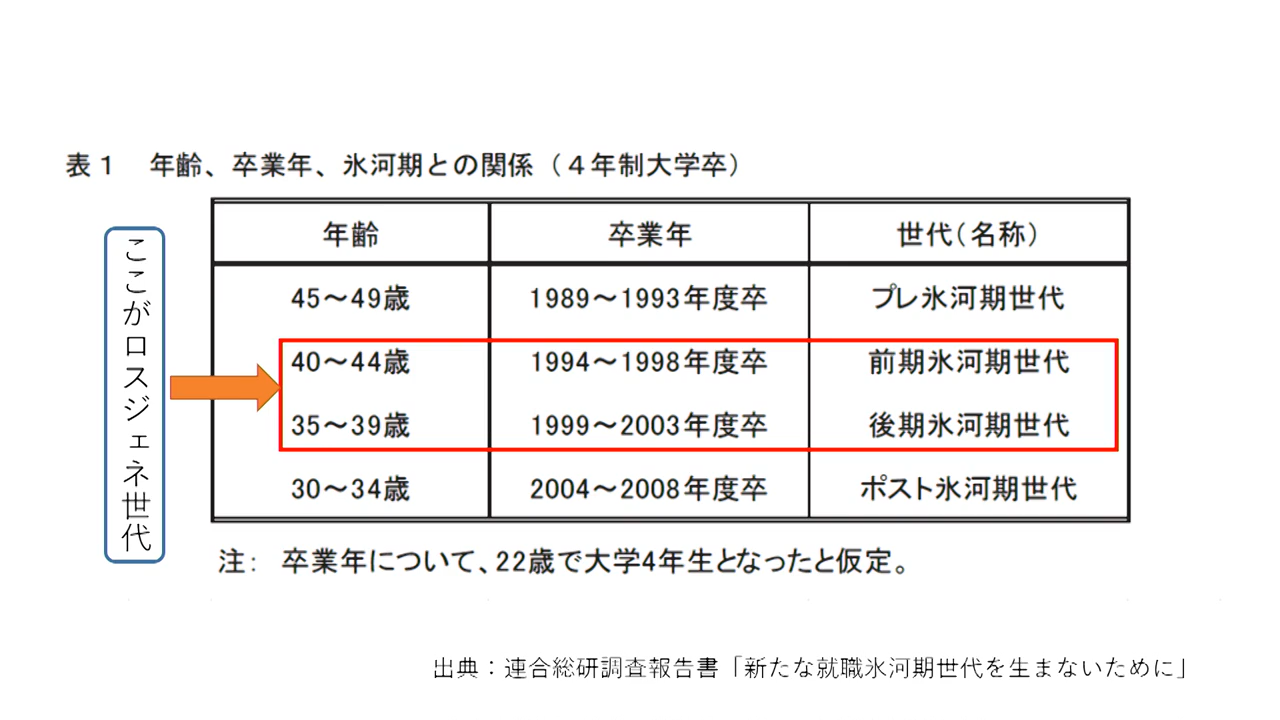 表１　年齢、卒業年、氷河期との関係（４年制大学卒）
ここがロスジェネ世代
年齢　卒業年　世代（名称）
45～49歳　1989～1993年度卒　プレ氷河期世代
40～44歳　1994～1998年度卒　前期氷河期世代
35～39歳　1999～2003年度卒　後期氷河期世代
30～34歳　2004～2008年度卒　ポスト氷河期世代
注：　卒業年について、22歳で大学4年生となったと仮定。
出典：連合総研調査報告書「新たな就職氷河期世代を生まないために」